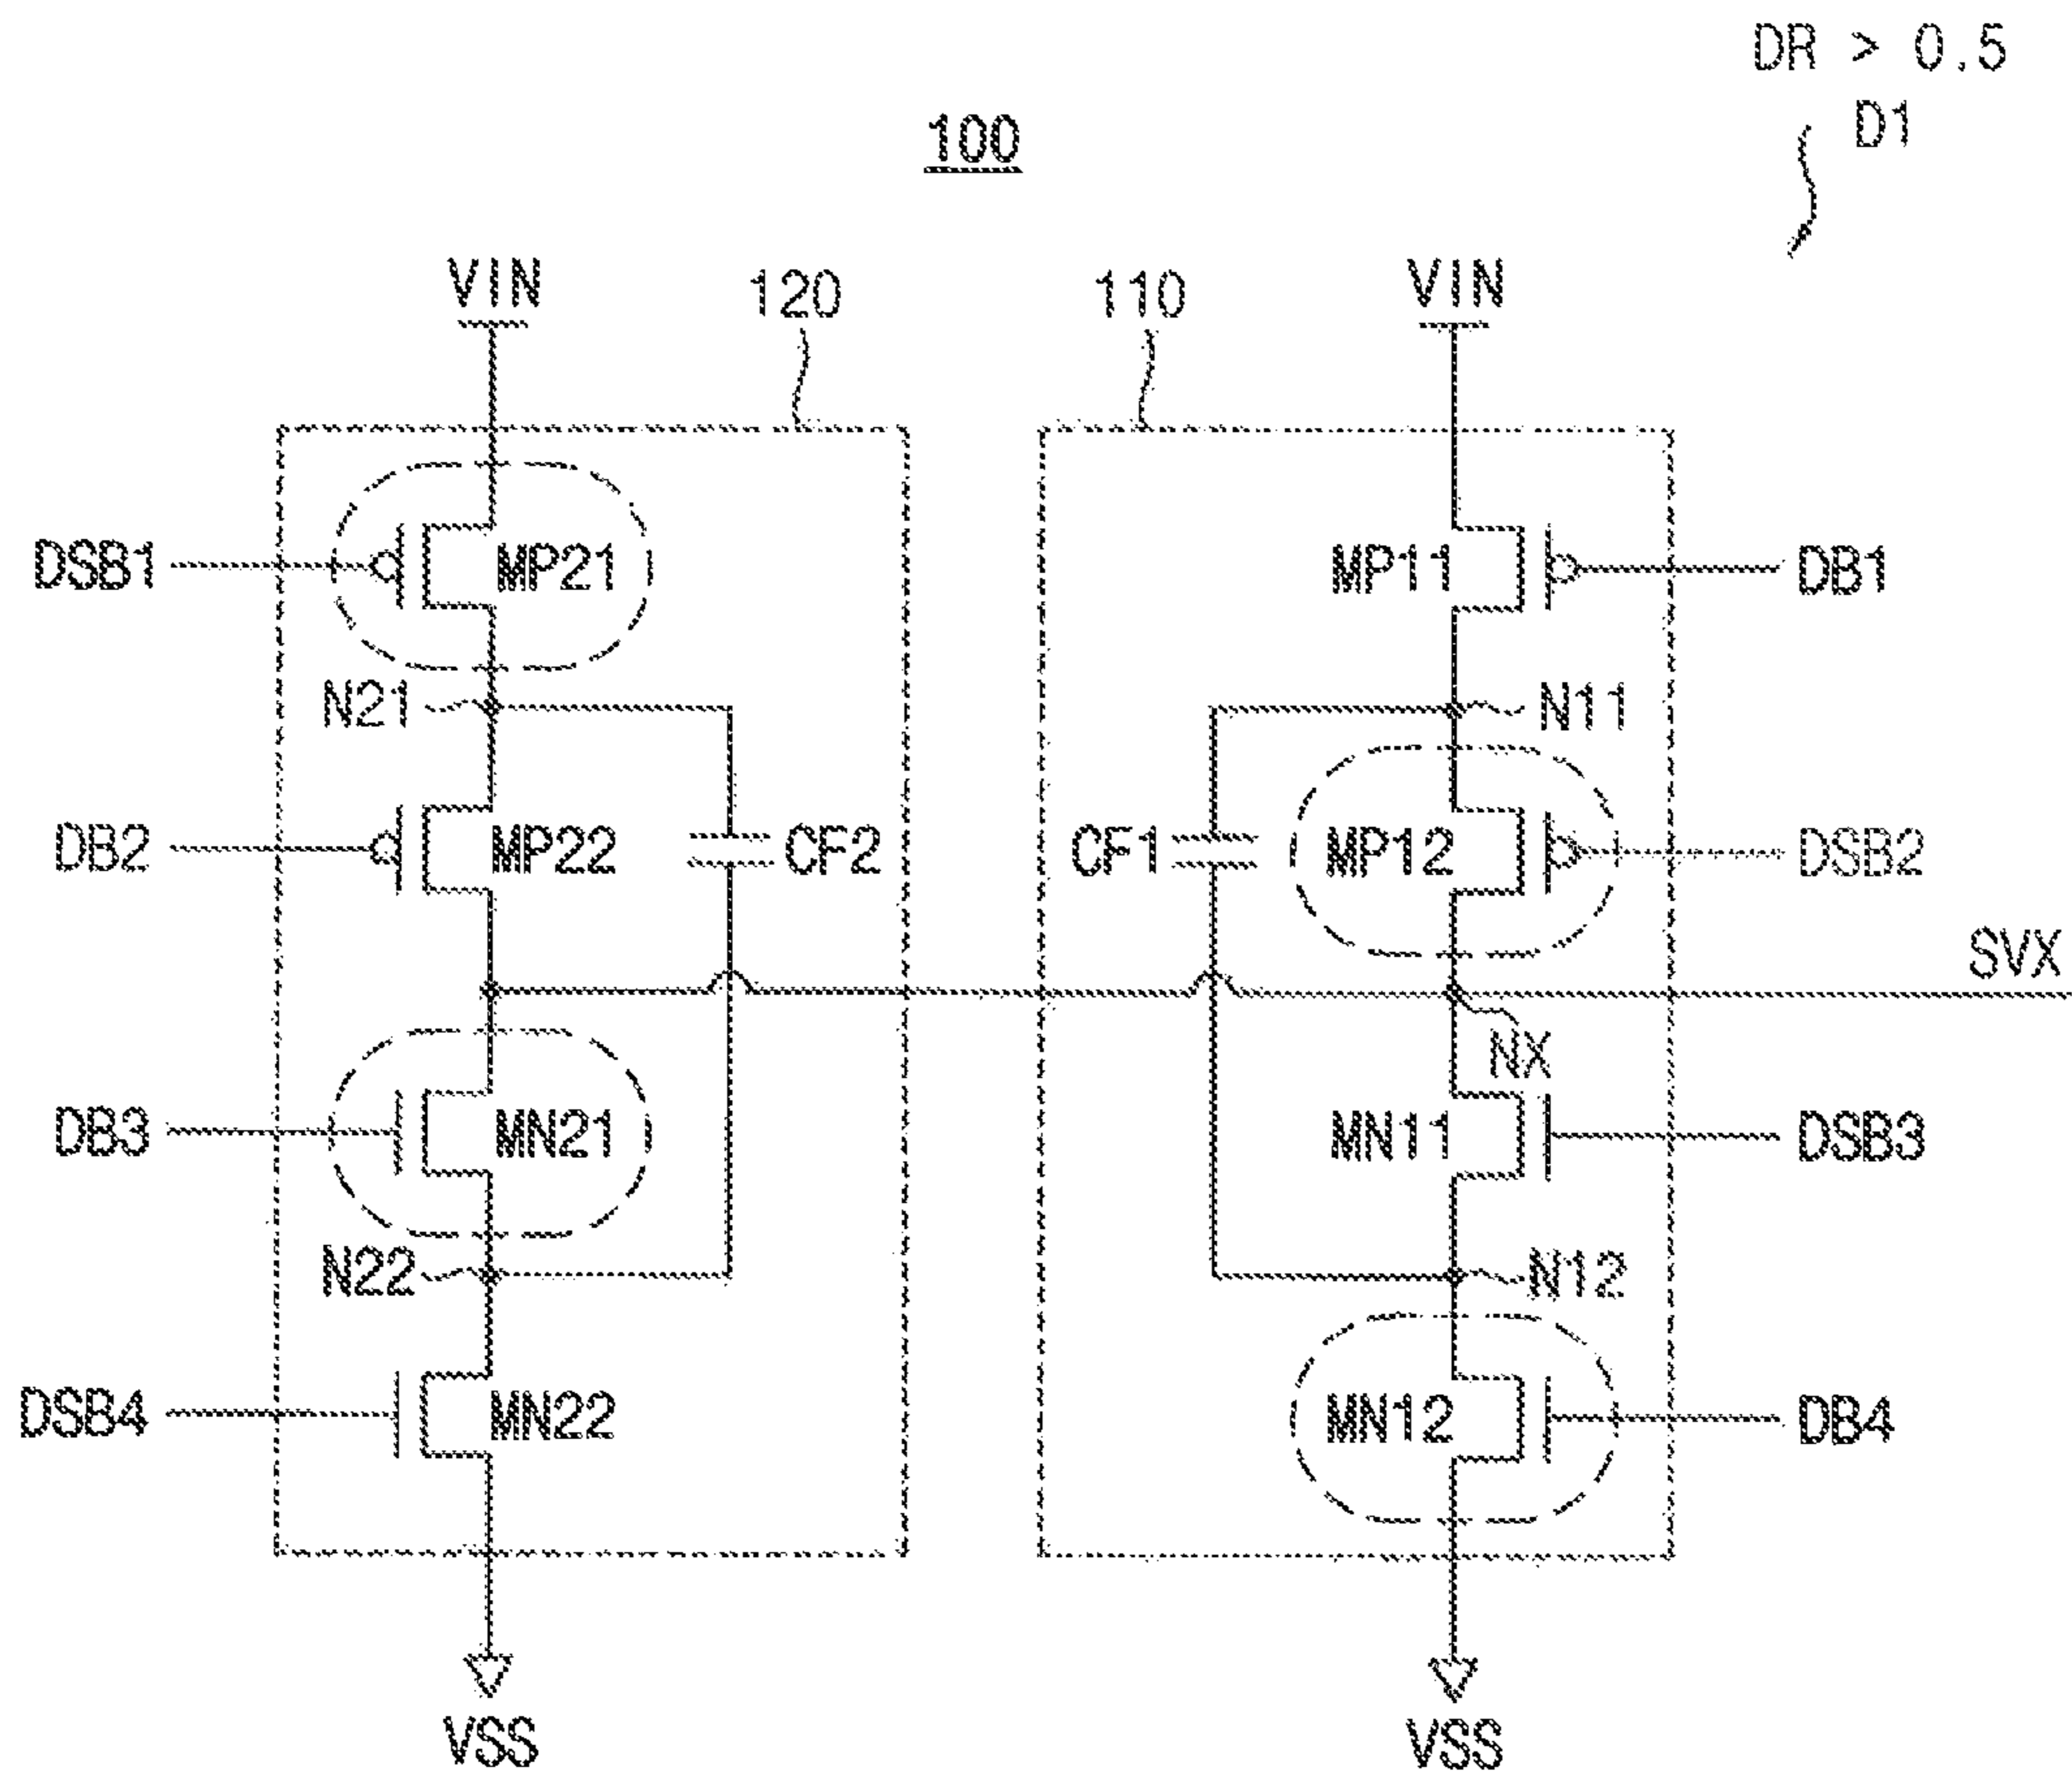 DR > 0.5
D1
100
VIN
120
110
VIN
DSB1
MP21
MP11
DB1
N21
N11
DB2
MP22
CF2
CF1
MP12
DSB2
SVX
NX
DB3
MN21
MN11
DSB3
N22
N12
DSB4
MN22
MN12
DB4
VSS
VSS